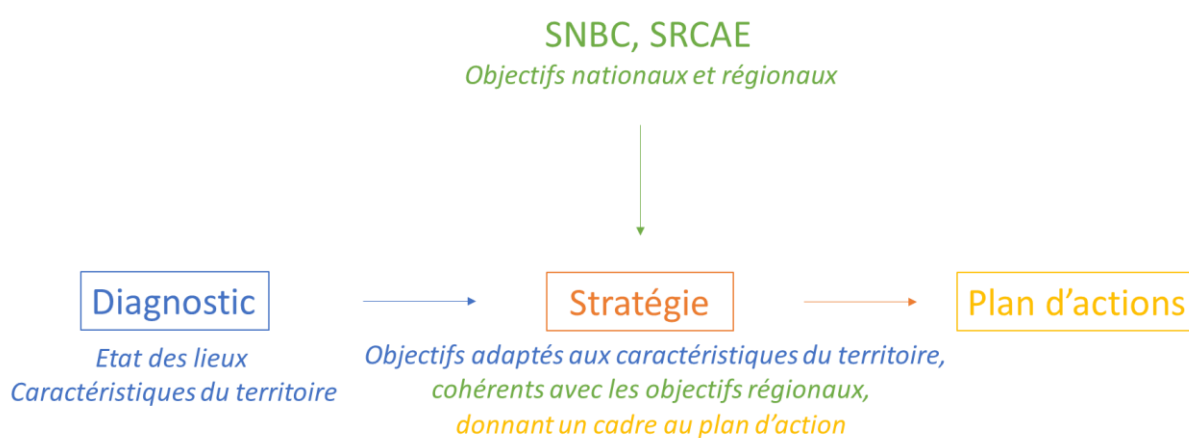 SNBC, SRCAE
Objectifs nationaux et régionaux
Diagnostic
Stratégie
Plan d’actions
Etat des lieux
Caractéristiques du territoire
Objectifs adaptés aux caractéristiques du territoire,
cohérents avec les objectifs régionaux,
donnant un cadre au plan d’action